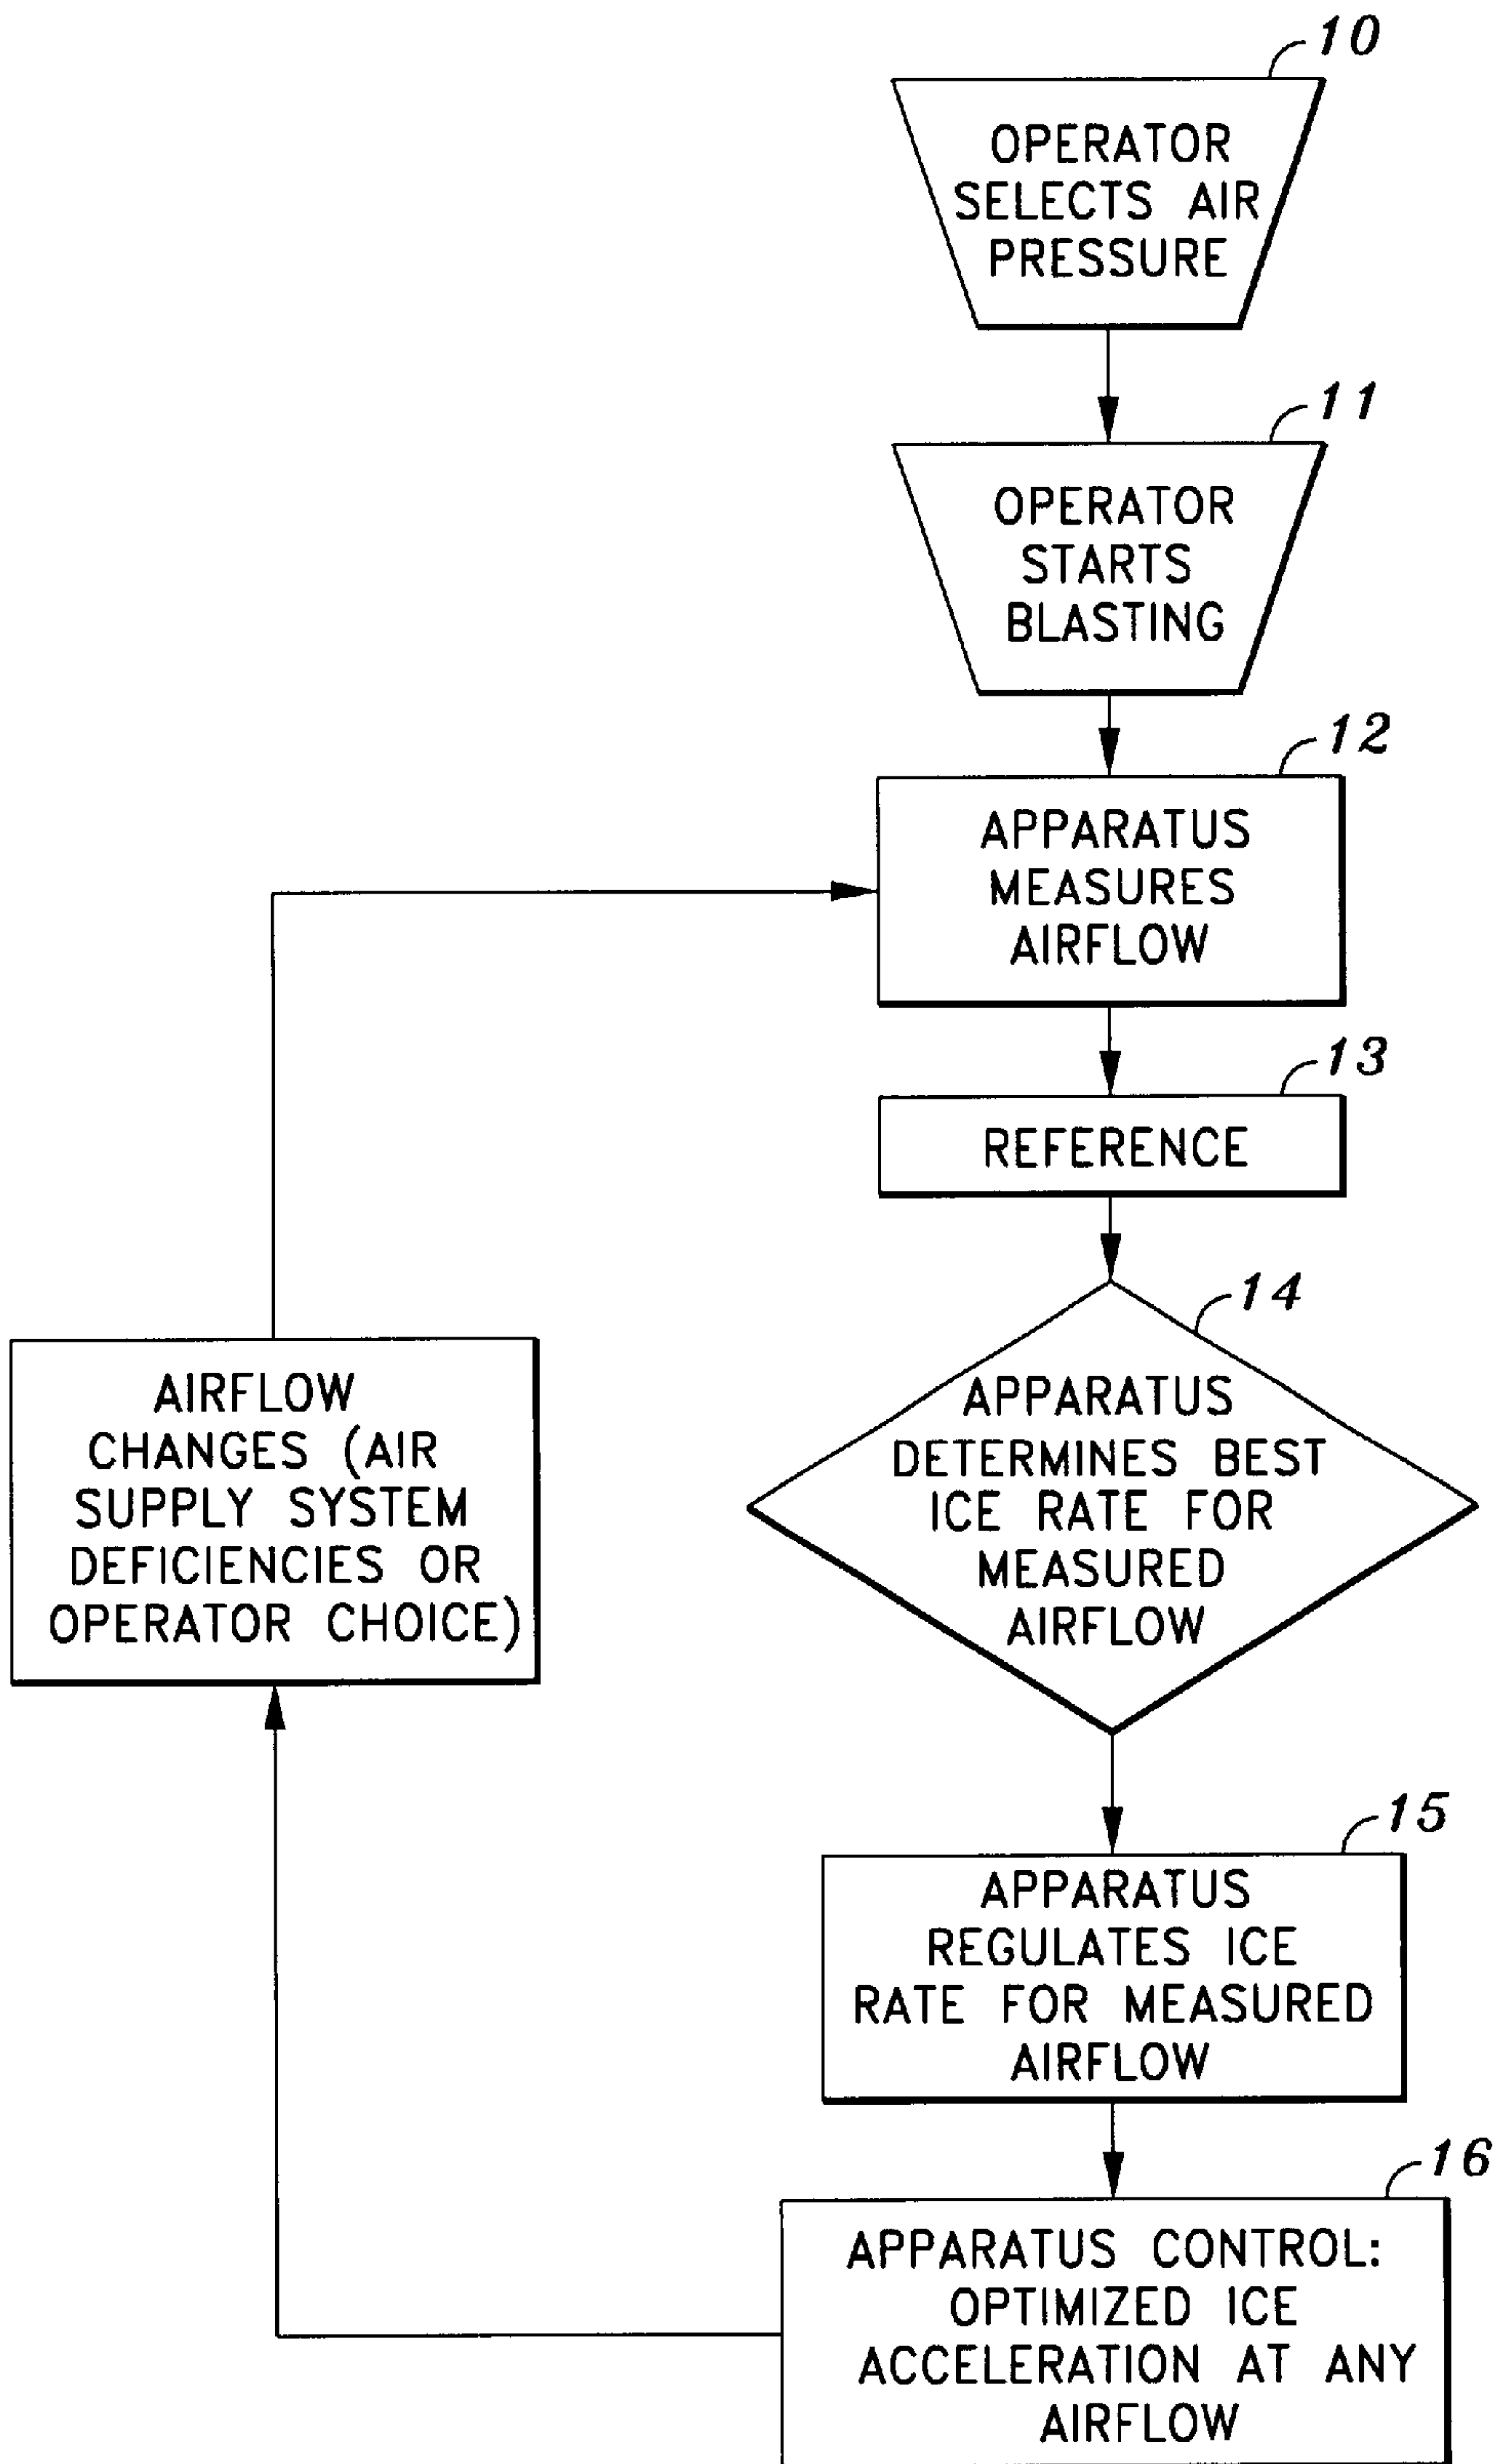 10
OPERATOR
SELECTS AIR
PRESSURE
11
OPERATOR
STARTS
BLASTING
12
APPARATUS
MEASURES
AIRFLOW
13
REFERENCE
14
APPARATUS
DETERMINES BEST
ICE RATE FOR
MEASURED
AIRFLOW
15
APPARATUS
REGULATES ICE
RATE FOR MEASURED
AIRFLOW
16
APPARATUS CONTROL:
OPTIMIZED ICE
ACCELERATION AT ANY
AIRFLOW
AIRFLOW
CHANGES (AIR
SUPPLY SYSTEM
DEFICIENCIES OR
OPERATOR CHOICE)